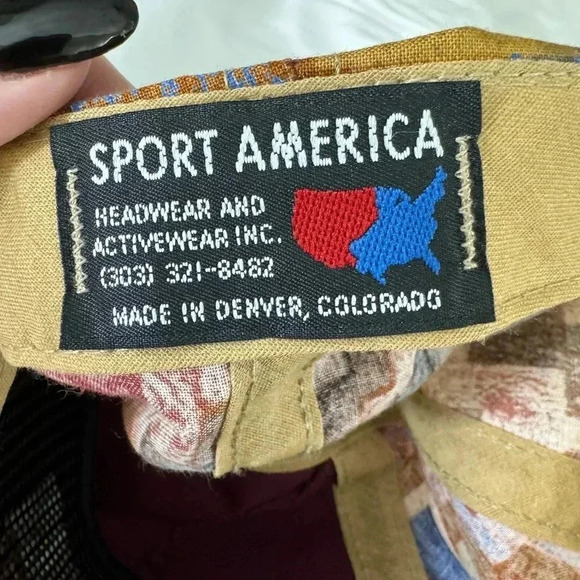 SPORT AMERICA
HEADWEAR AND
ACTIVEWEAR INC.
(303) 321-8482
MADE IN DENVER, COLORADO